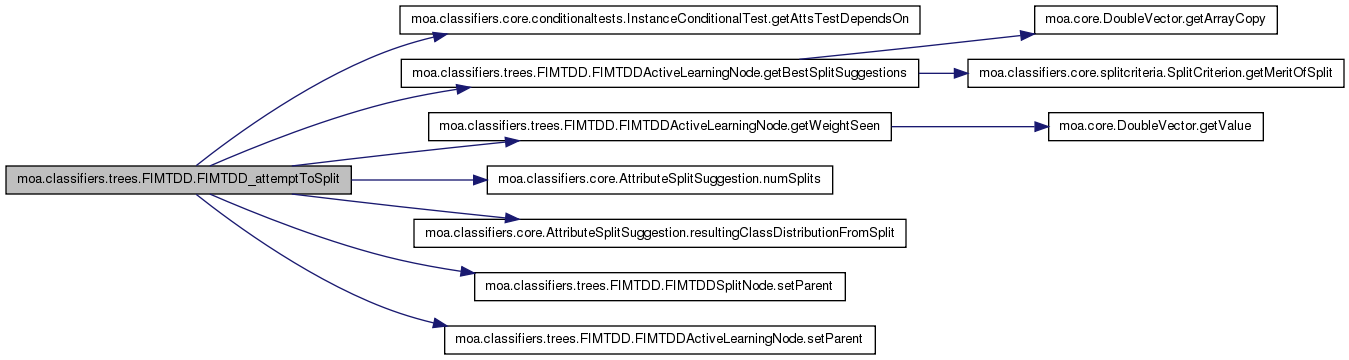 moa.classifiers.core.conditionaltests.InstanceConditionalTest.getAttsTestDependsOn
moa.core.DoubleVector.getArrayCopy
moa.classifiers.trees.FIMTDD.FIMTDDActiveLearningNode.getBestSplitSuggestions
moa.classifiers.core.splitcriteria.SplitCriterion.getMeritOfSplit
moa.classifiers.trees.FIMTDD.FIMTDDActiveLearningNode.getWeightSeen
moa.core.DoubleVector.getValue
moa.classifiers.trees.FIMTDD.FIMTDD_attemptToSplit
moa.classifiers.core.AttributeSplitSuggestion.numSplits
moa.classifiers.core.AttributeSplitSuggestion.resultingClassDistributionFromSplit
moa.classifiers.trees.FIMTDD.FIMTDDSplitNode.setParent
moa.classifiers.trees.FIMTDD.FIMTDDActiveLearningNode.setParent